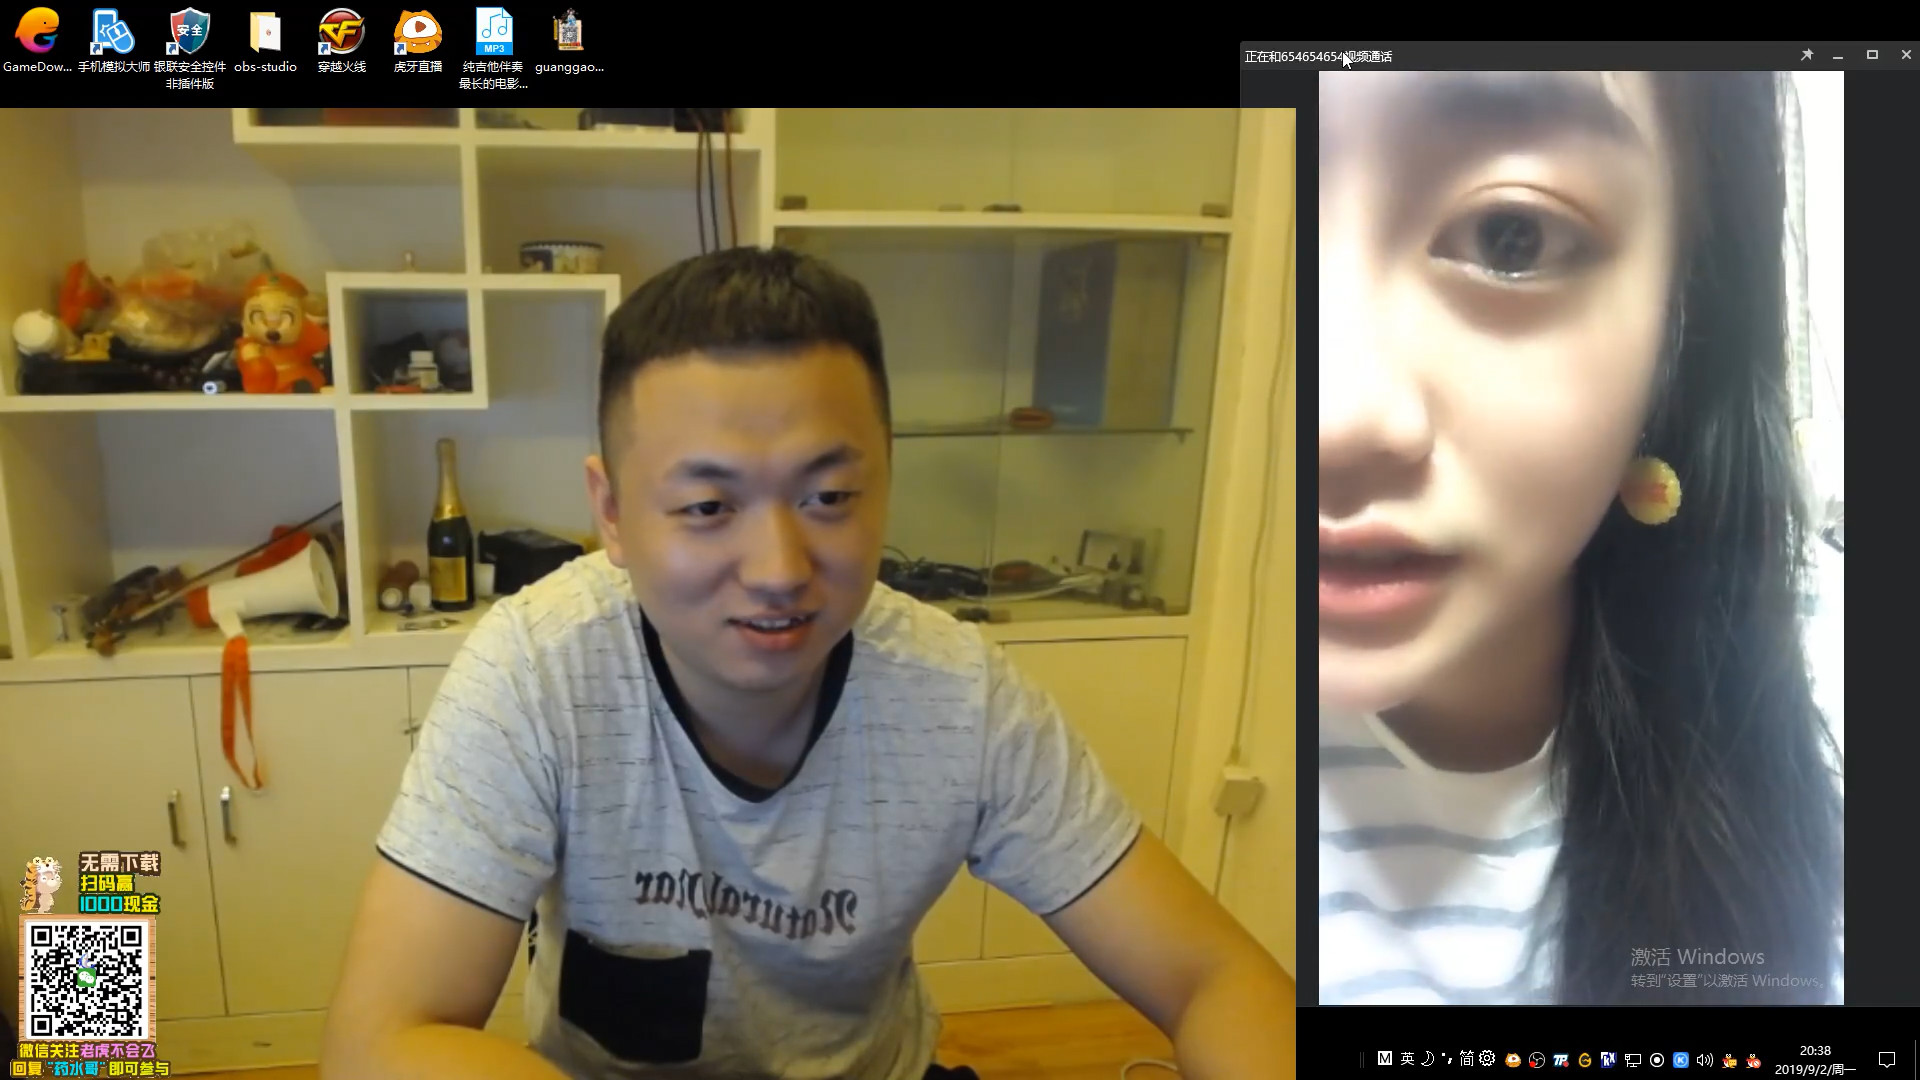 GameDow...
手机模拟大师
银联安全控件
非插件版
obs-studio
穿越火线
虎牙直播
纯吉他伴奏
最长的电影...
guanggao...
安全
CF
MP3
正在和654654654视频通话
NaturalMar
无需下载
扫码赢
1000现金
微信关注老虎不会飞
回复“药水哥”即可参与
激活 Windows
转到“设置”以激活 Windows。
M 英 简
20:38
2019/9/2/周一